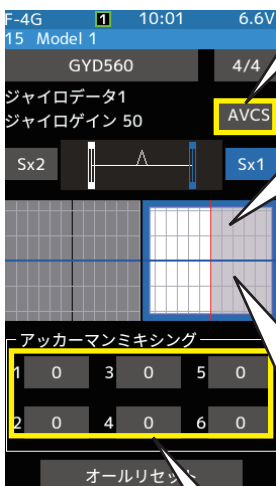 F-4G 1 10:01 6.6V
15 Model 1
GYD560 4/4
ジャイロデータ1
ジャイロゲイン 50
AVCS
Sx2 Sx1
アッカーマンミキシング
1 0 3 0 5 0
2 0 4 0 6 0
オールリセット